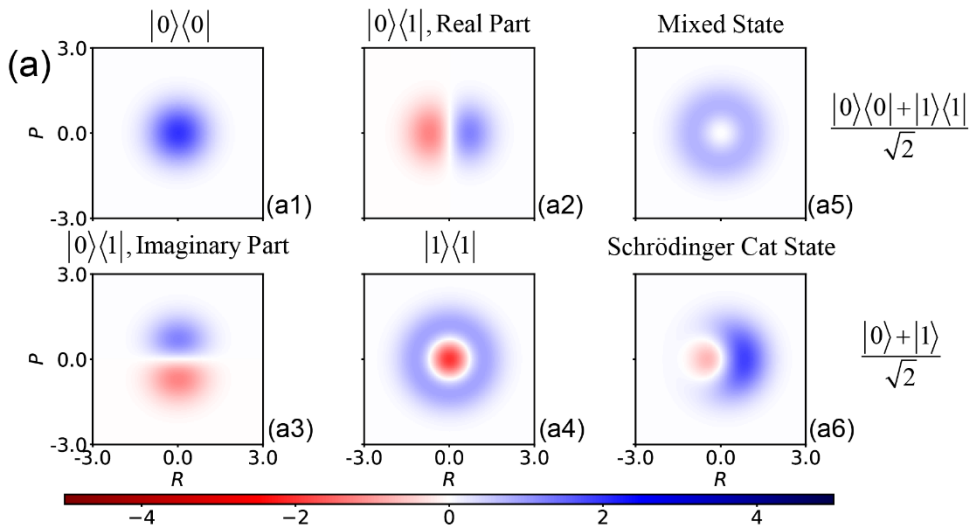 |0⟩⟨0|
|0⟩⟨1|, Real Part
Mixed State
(a)
3.0
0.0
-3.0
P
(a1)
(a2)
(a5)
|0⟩⟨0|+|1⟩⟨1|
√2
|0⟩⟨1|, Imaginary Part
|1⟩⟨1|
Schrödinger Cat State
3.0
0.0
-3.0
P
(a3)
(a4)
(a6)
|0⟩+|1⟩
√2
-3.0 0.0 3.0
-3.0 0.0 3.0
-3.0 0.0 3.0
R R R
−4 −2 0 2 4